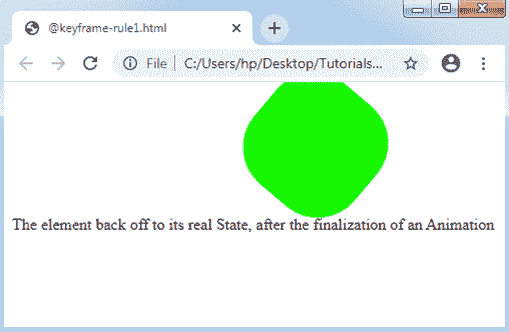 @keyframe-rule1.html
File | C:/Users/hp/Desktop/Tutorials...
The element back off to its real State, after the finalization of an Animation